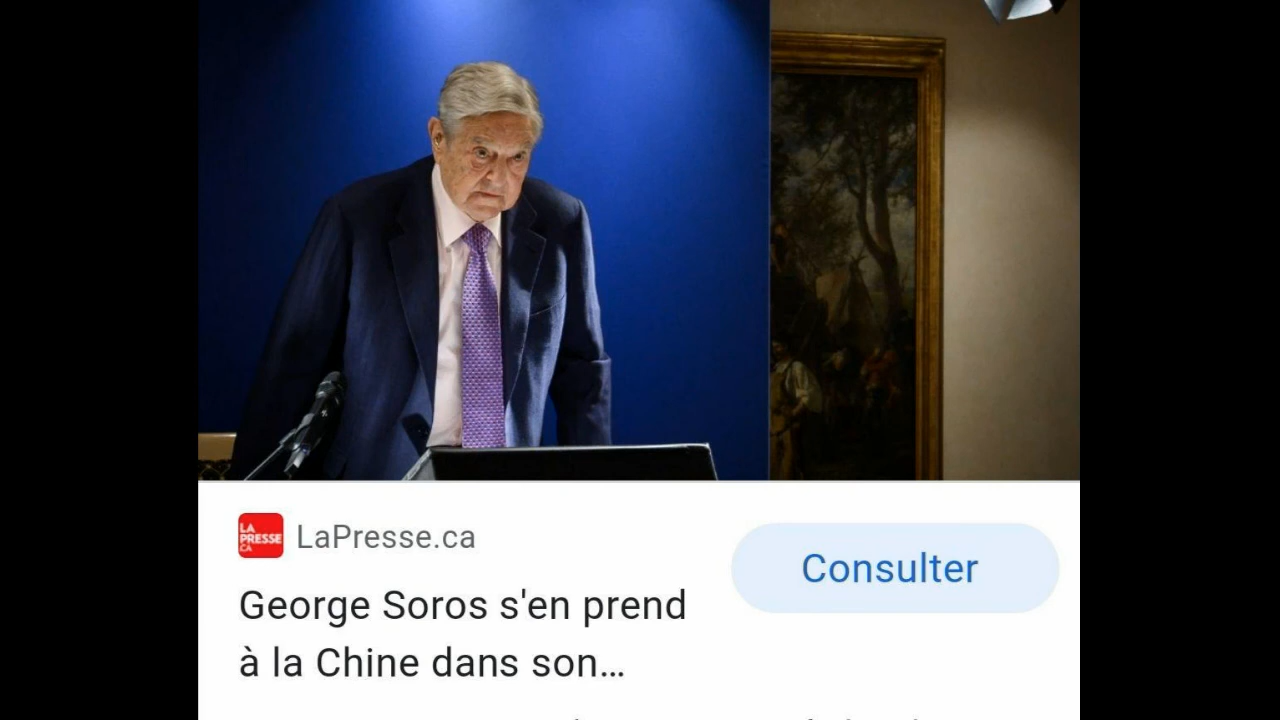 LA
PRESSE
CA
LaPresse.ca
Consulter
George Soros s'en prend
à la Chine dans son…